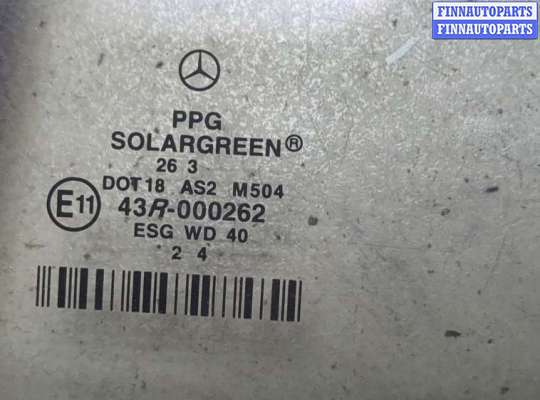 FINNAUTOPARTS
FINNAUTOPARTS
PPG
SOLARGREEN®
26 3
DOT18 AS2 M504
E11 43R-000262
ESG WD 40
2 4